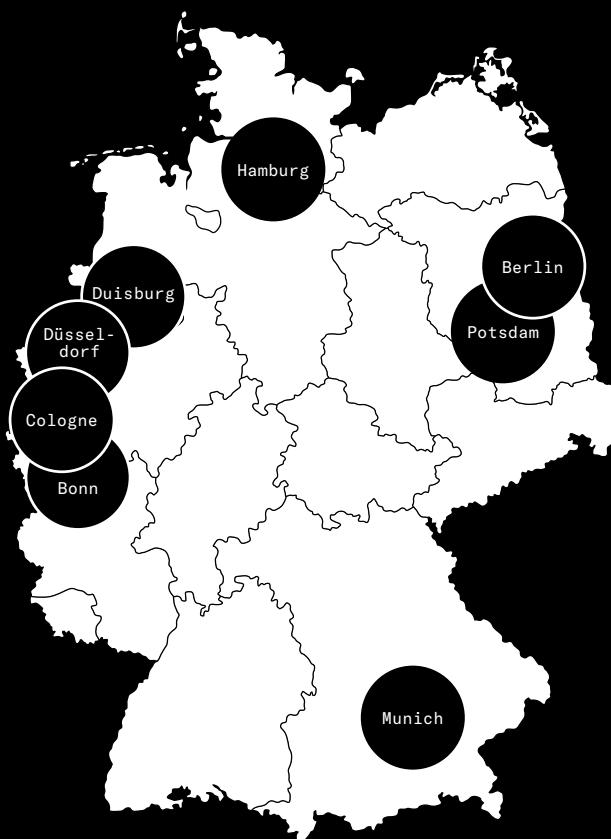 Hamburg
Berlin
Duisburg
Potsdam
Düssel-
dorf
Cologne
Bonn
Munich